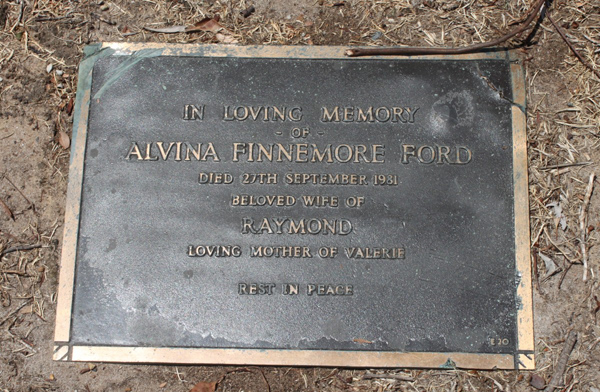 IN LOVING MEMORY
- OF -
ALVINA FINNEMORE FORD
DIED 27TH SEPTEMBER 1981
BELOVED WIFE OF
RAYMOND
LOVING MOTHER OF VALERIE
REST IN PEACE